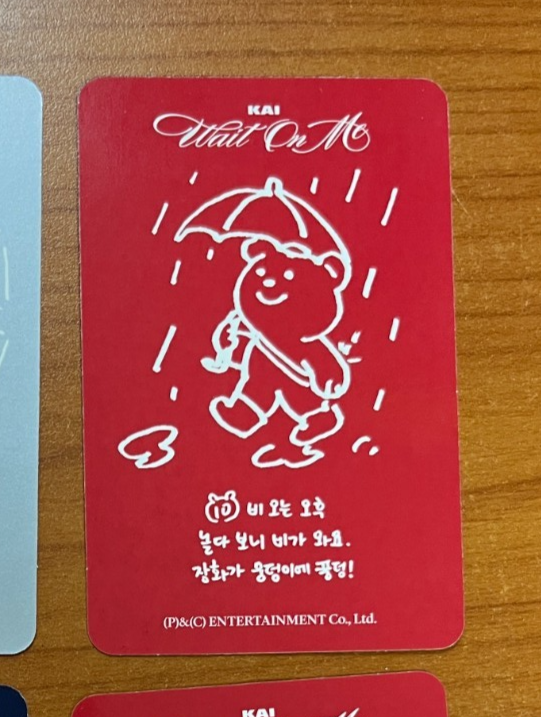 KAI
Wait On Me
10 비 오는 오후
놀다 보니 비가 와요.
장화가 웅덩이에 퐁덩!
(P)&(C) ENTERTAINMENT Co., Ltd.
KAI